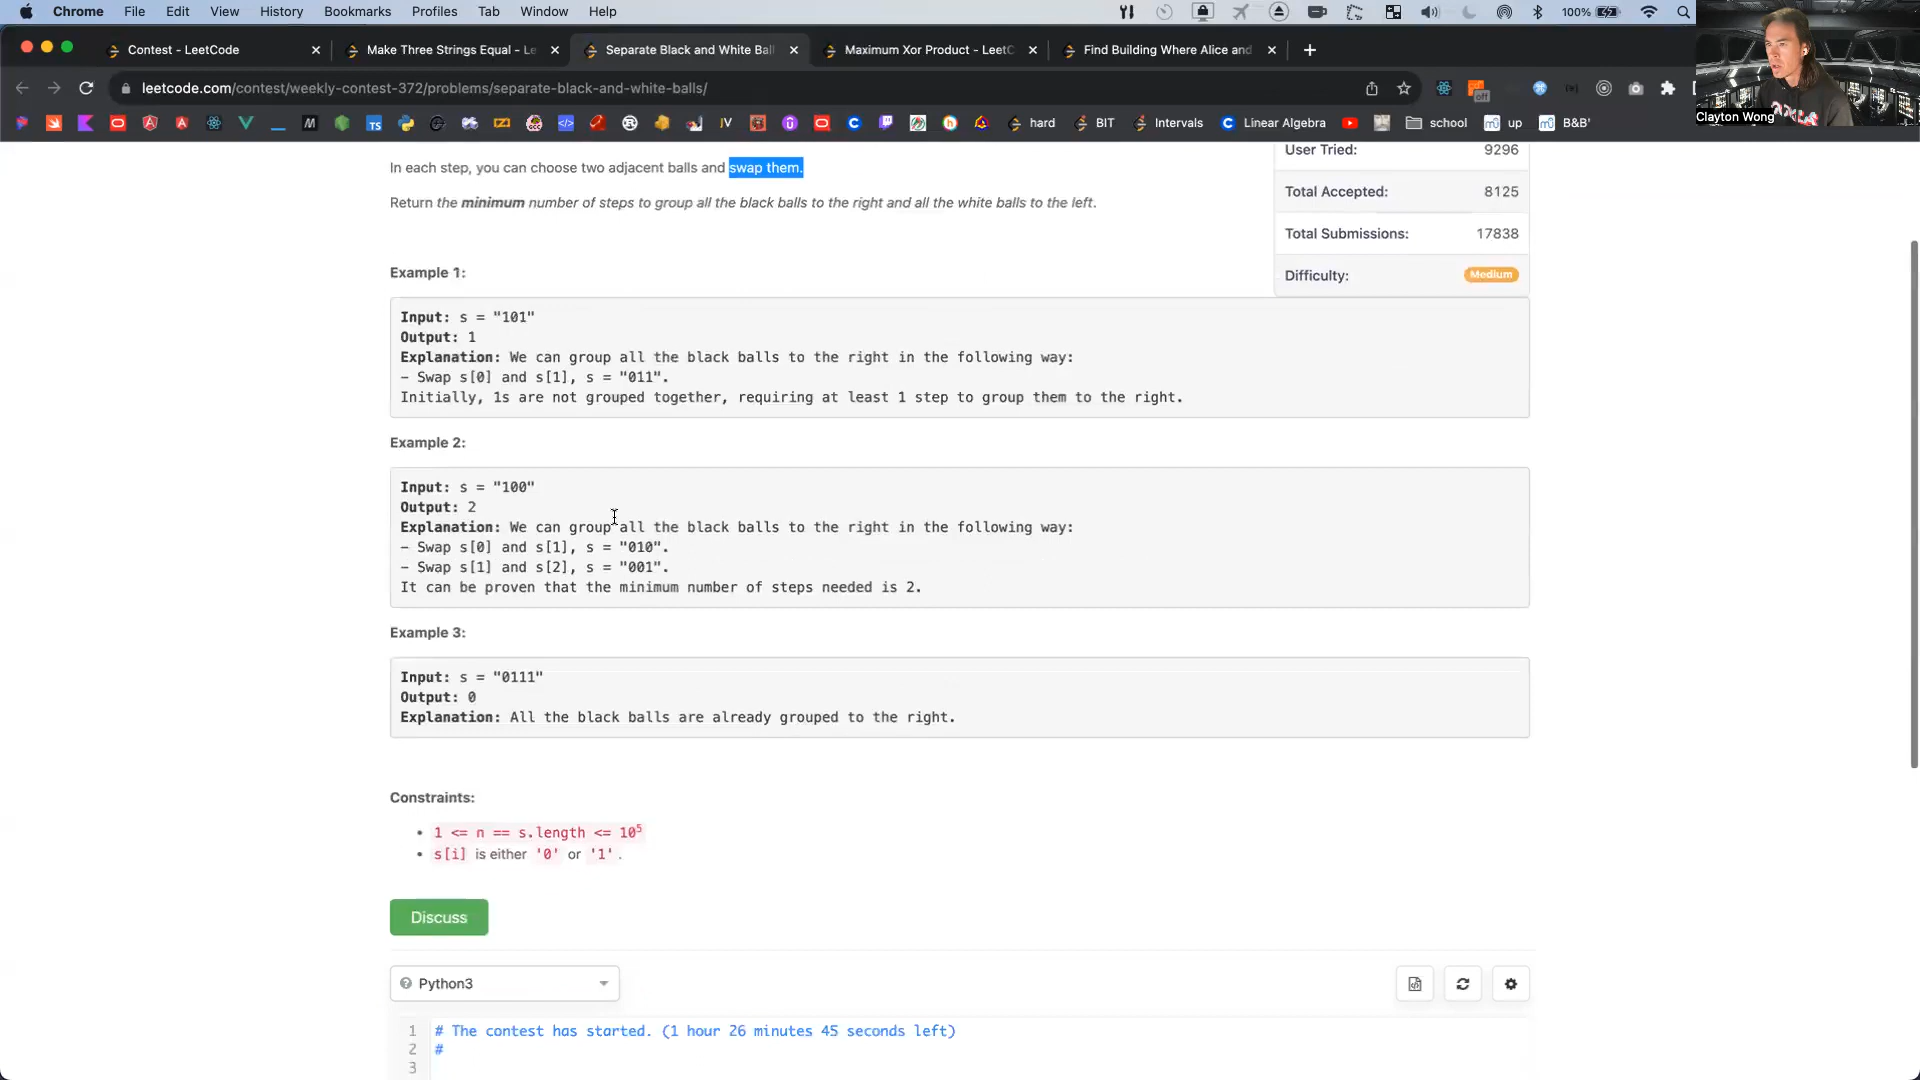 Chrome File Edit View History Bookmarks Profiles Tab Window Help 100%
Contest - LeetCode
Make Three Strings Equal - Le
Separate Black and White Ball
Maximum Xor Product - LeetC
Find Building Where Alice and
leetcode.com/contest/weekly-contest-372/problems/separate-black-and-white-balls/
off
Clayton Wong
TS IV hard BIT Intervals Linear Algebra school up B&B'
In each step, you can choose two adjacent balls and swap them.
Return the minimum number of steps to group all the black balls to the right and all the white balls to the left.
User Tried: 9296
Total Accepted: 8125
Total Submissions: 17838
Difficulty: Medium
Example 1:
Input: s = "101"
Output: 1
Explanation: We can group all the black balls to the right in the following way:
- Swap s[0] and s[1], s = "011".
Initially, 1s are not grouped together, requiring at least 1 step to group them to the right.
Example 2:
Input: s = "100"
Output: 2
Explanation: We can group all the black balls to the right in the following way:
- Swap s[0] and s[1], s = "010".
- Swap s[1] and s[2], s = "001".
It can be proven that the minimum number of steps needed is 2.
Example 3:
Input: s = "0111"
Output: 0
Explanation: All the black balls are already grouped to the right.
Constraints:
• 1 <= n == s.length <= 10⁵
• s[i] is either '0' or '1'.
Discuss
Python3
1 # The contest has started. (1 hour 26 minutes 45 seconds left)
2 #
3